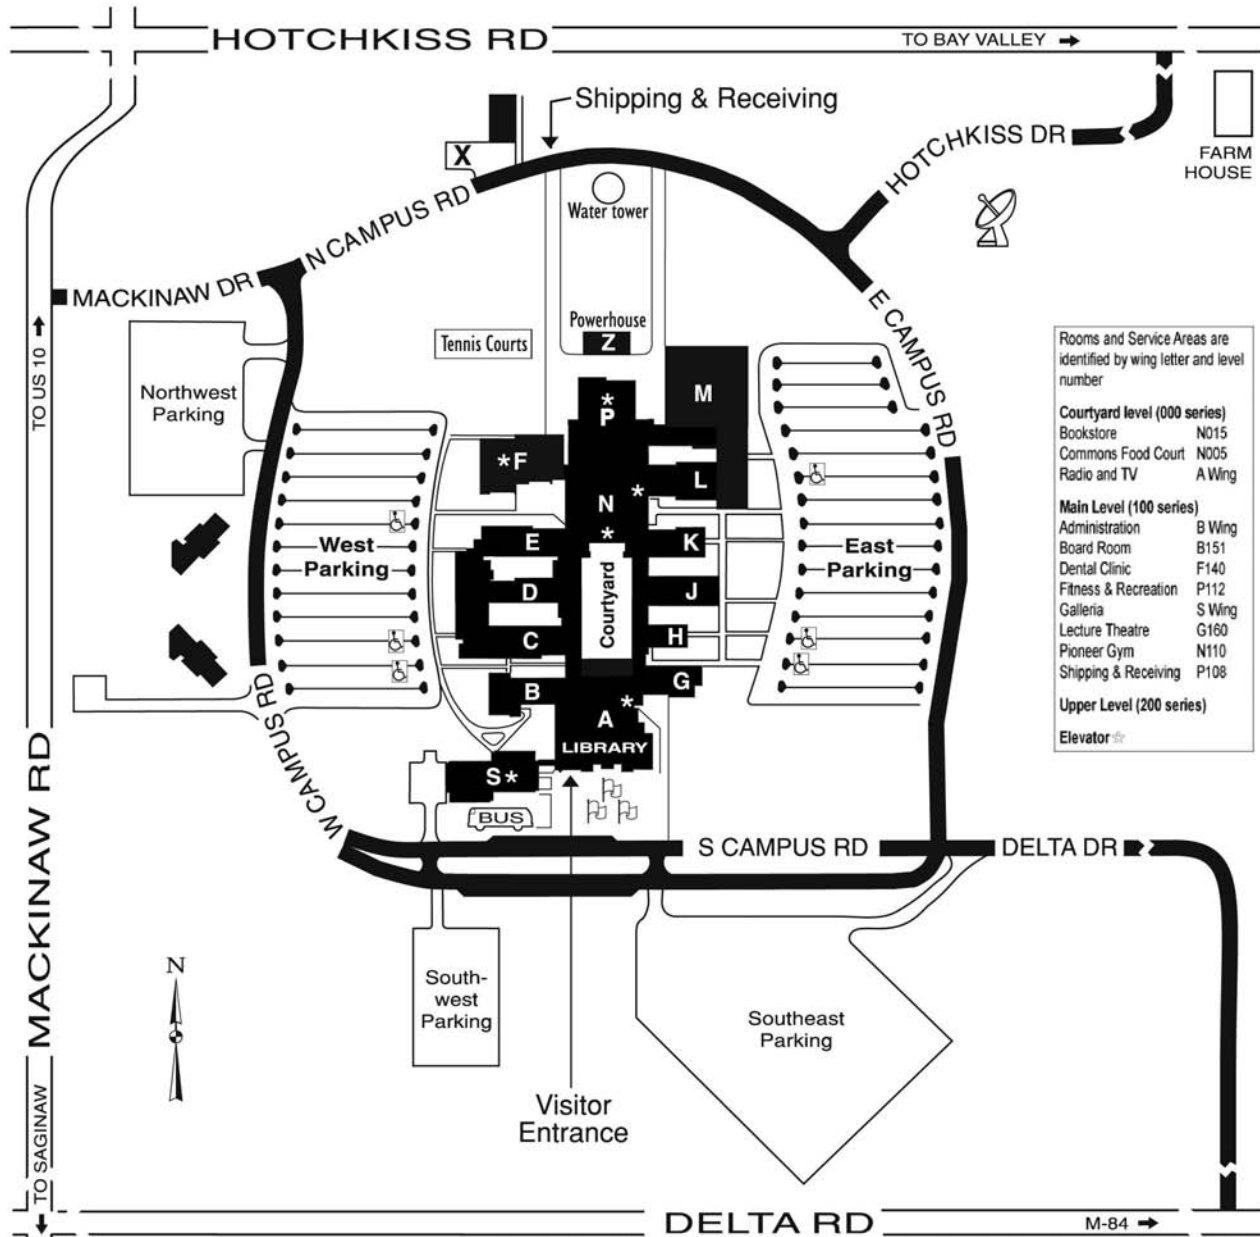 HOTCHKISS RD
TO BAY VALLEY
Shipping & Receiving
X
HOTCHKISS DR
FARM
HOUSE
Water tower
N CAMPUS RD
MACKINAW DR
E CAMPUS RD
TO US 10
Powerhouse
Z
Tennis Courts
Northwest
Parking
* P
M
* F
L
N *
*
E
K
West
Parking
East
Parking
D
Courtyard
J
C
H
B
G
A *
LIBRARY
S *
BUS
W CAMPUS RD
S CAMPUS RD
DELTA DR
Rooms and Service Areas are
identified by wing letter and level
number
Courtyard level (000 series)
Bookstore N015
Commons Food Court N005
Radio and TV A Wing
Main Level (100 series)
Administration B Wing
Board Room B151
Dental Clinic F140
Fitness & Recreation P112
Galleria S Wing
Lecture Theatre G160
Pioneer Gym N110
Shipping & Receiving P108
Upper Level (200 series)
Elevator ☆
MACKINAW RD
N
South-
west
Parking
Southeast
Parking
Visitor
Entrance
TO SAGINAW
DELTA RD
M-84